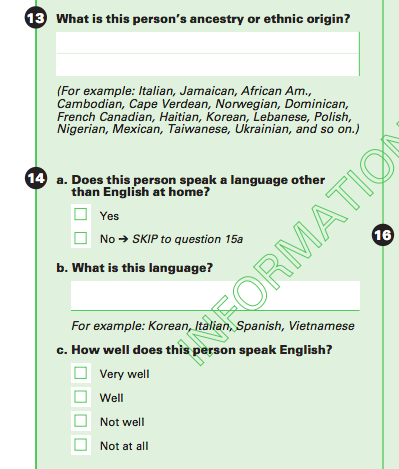 13 What is this person's ancestry or ethnic origin?
(For example: Italian, Jamaican, African Am.,
Cambodian, Cape Verdean, Norwegian, Dominican,
French Canadian, Haitian, Korean, Lebanese, Polish,
Nigerian, Mexican, Taiwanese, Ukrainian, and so on.)
14 a. Does this person speak a language other
than English at home?
Yes
No ➔ SKIP to question 15a
b. What is this language?
For example: Korean, Italian, Spanish, Vietnamese
c. How well does this person speak English?
Very well
Well
Not well
Not at all
16
INFORMATION